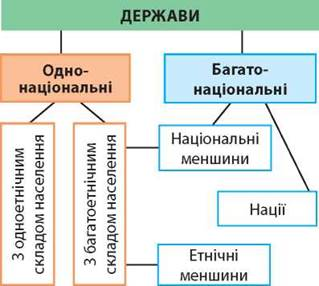 ДЕРЖАВИ
Одно-
національні
Багато-
національні
З одноетнічним
складом населення
З багатоетнічним
складом населення
Національні
меншини
Нації
Етнічні
меншини